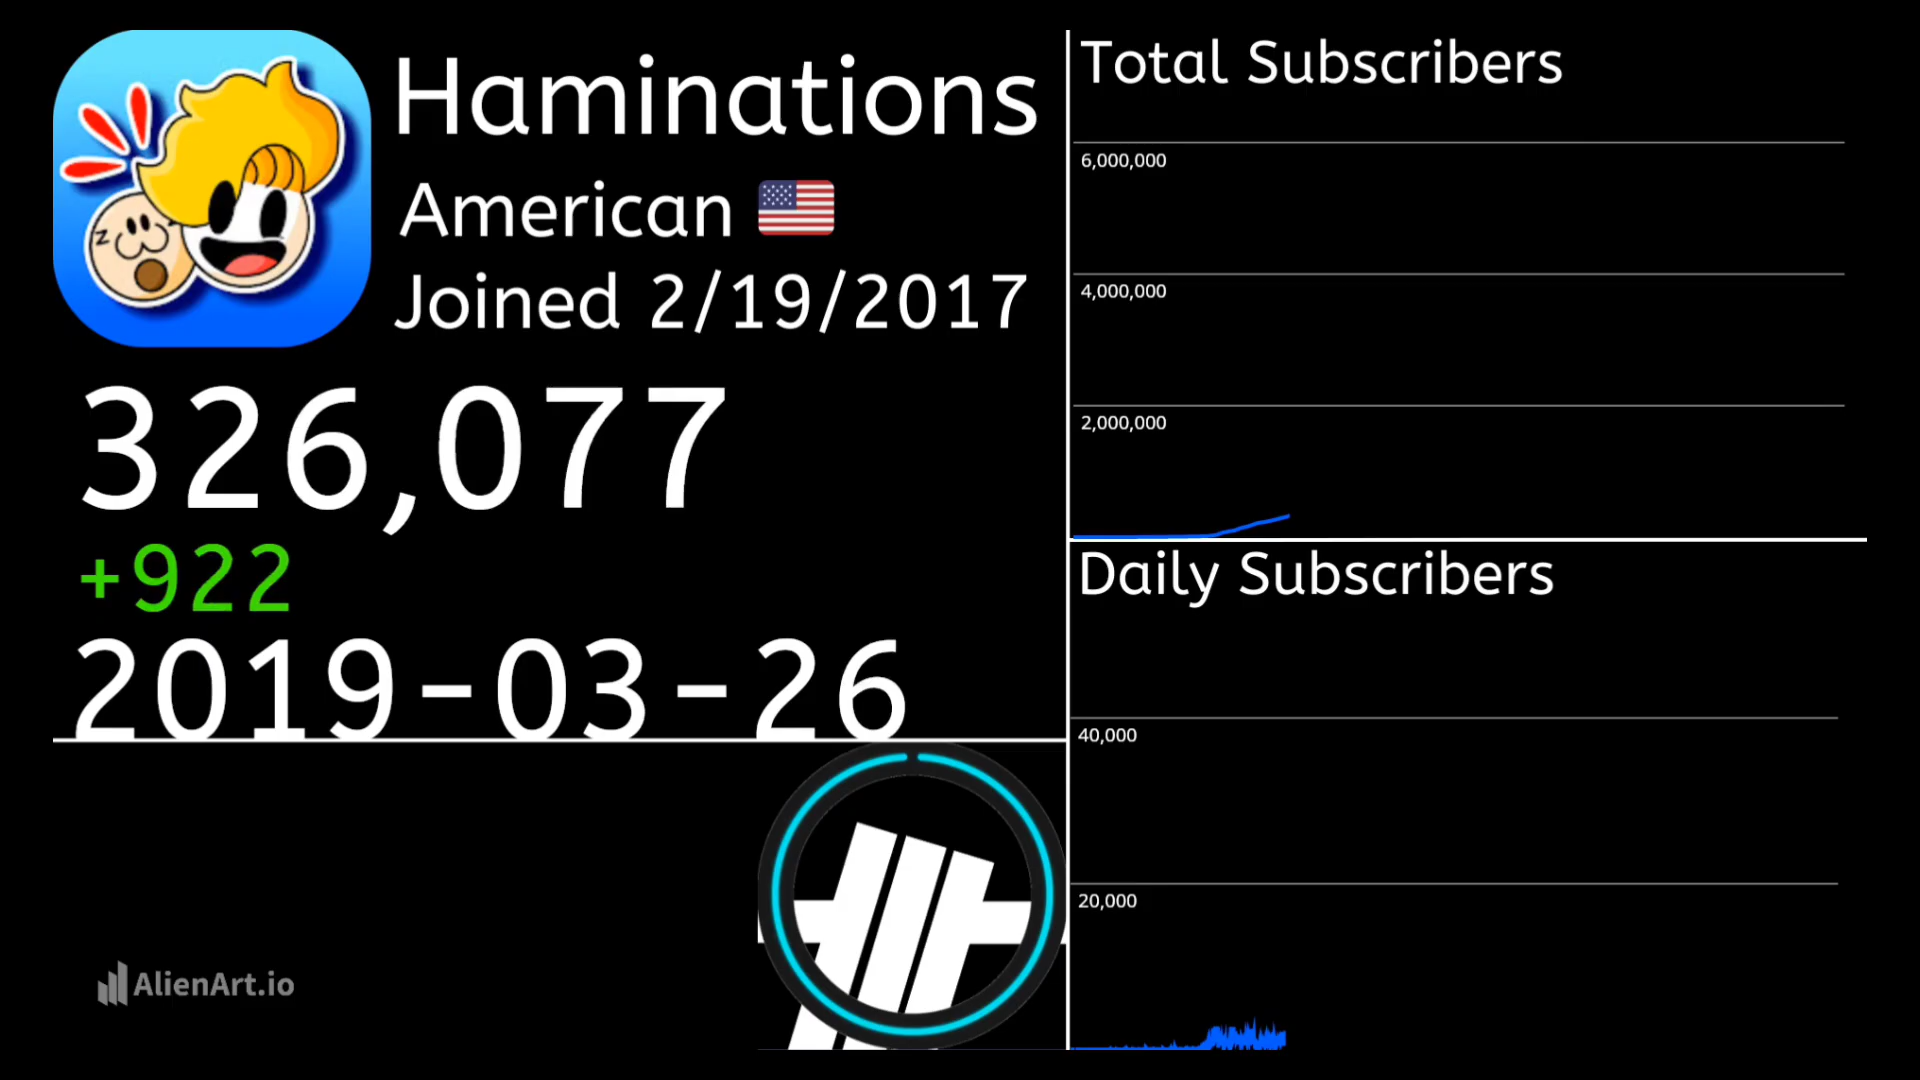 Haminations
American
Joined 2/19/2017
326,077
+922
2019-03-26
AlienArt.io
Total Subscribers
6,000,000
4,000,000
2,000,000
Daily Subscribers
40,000
20,000